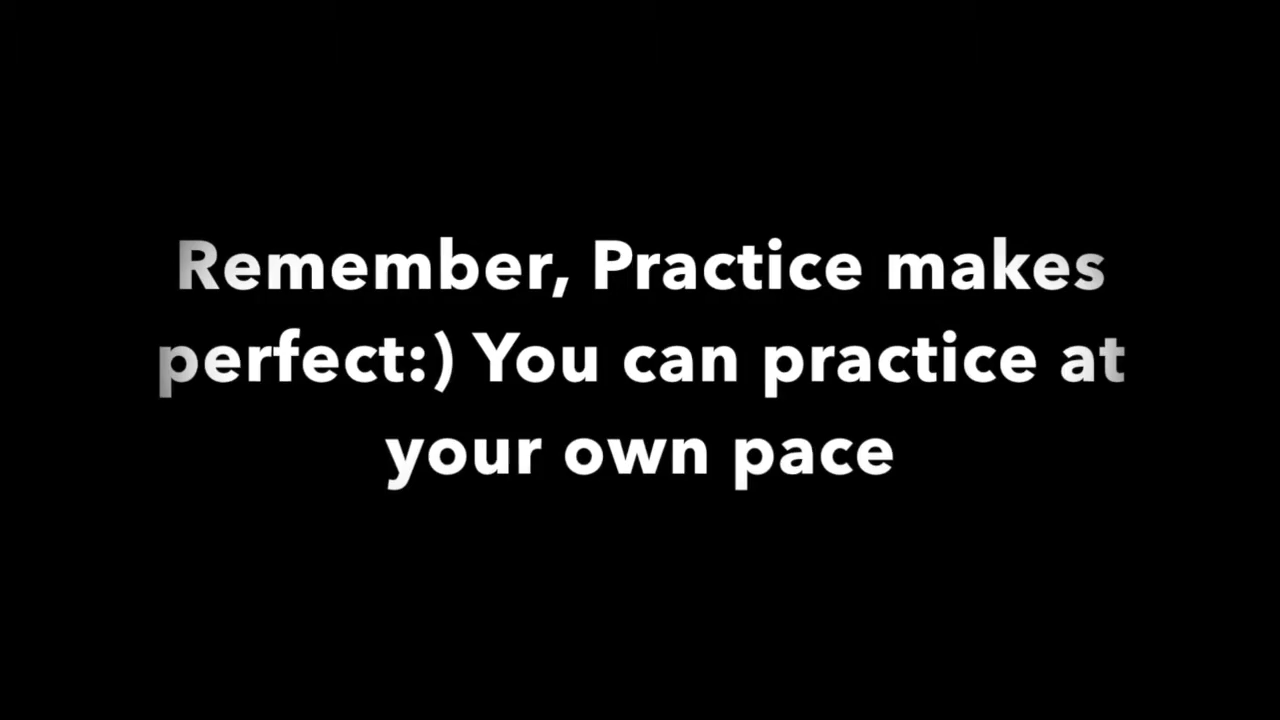 Remember, Practice makes
perfect:) You can practice at
your own pace